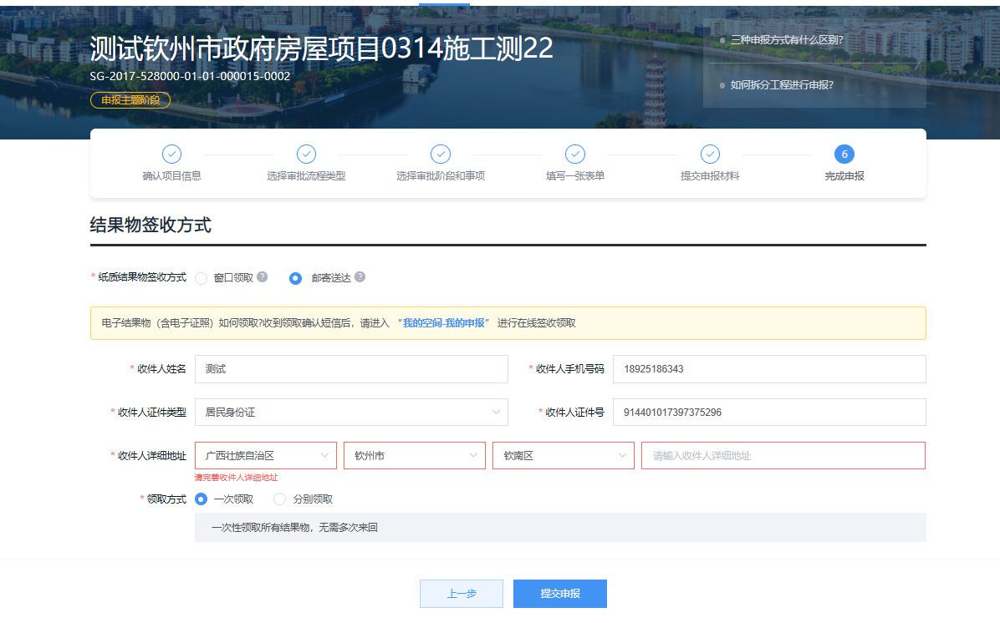 测试钦州市政府房屋项目0314施工测22
SG-2017-528000-01-01-000015-0002
申报主题阶段
三种申报方式有什么区别?
如何拆分工程进行申报?
6
确认项目信息
选择审批流程类型
选择审批阶段和事项
填写一张表单
提交申报材料
完成申报
结果物签收方式
* 纸质结果物签收方式 窗口领取 ? 邮寄送达 ?
电子结果物（含电子证照）如何领取?收到领取确认短信后，请进入 “我的空间-我的申报” 进行在线签收领取
* 收件人姓名 测试 * 收件人手机号码 18925186343
* 收件人证件类型 居民身份证 * 收件人证件号 914401017397375296
* 收件人详细地址 广西壮族自治区 钦州市 钦南区 请输入收件人详细地址
请完善收件人详细地址
* 领取方式 一次领取 分别领取
一次性领取所有结果物，无需多次来回
上一步 提交申报